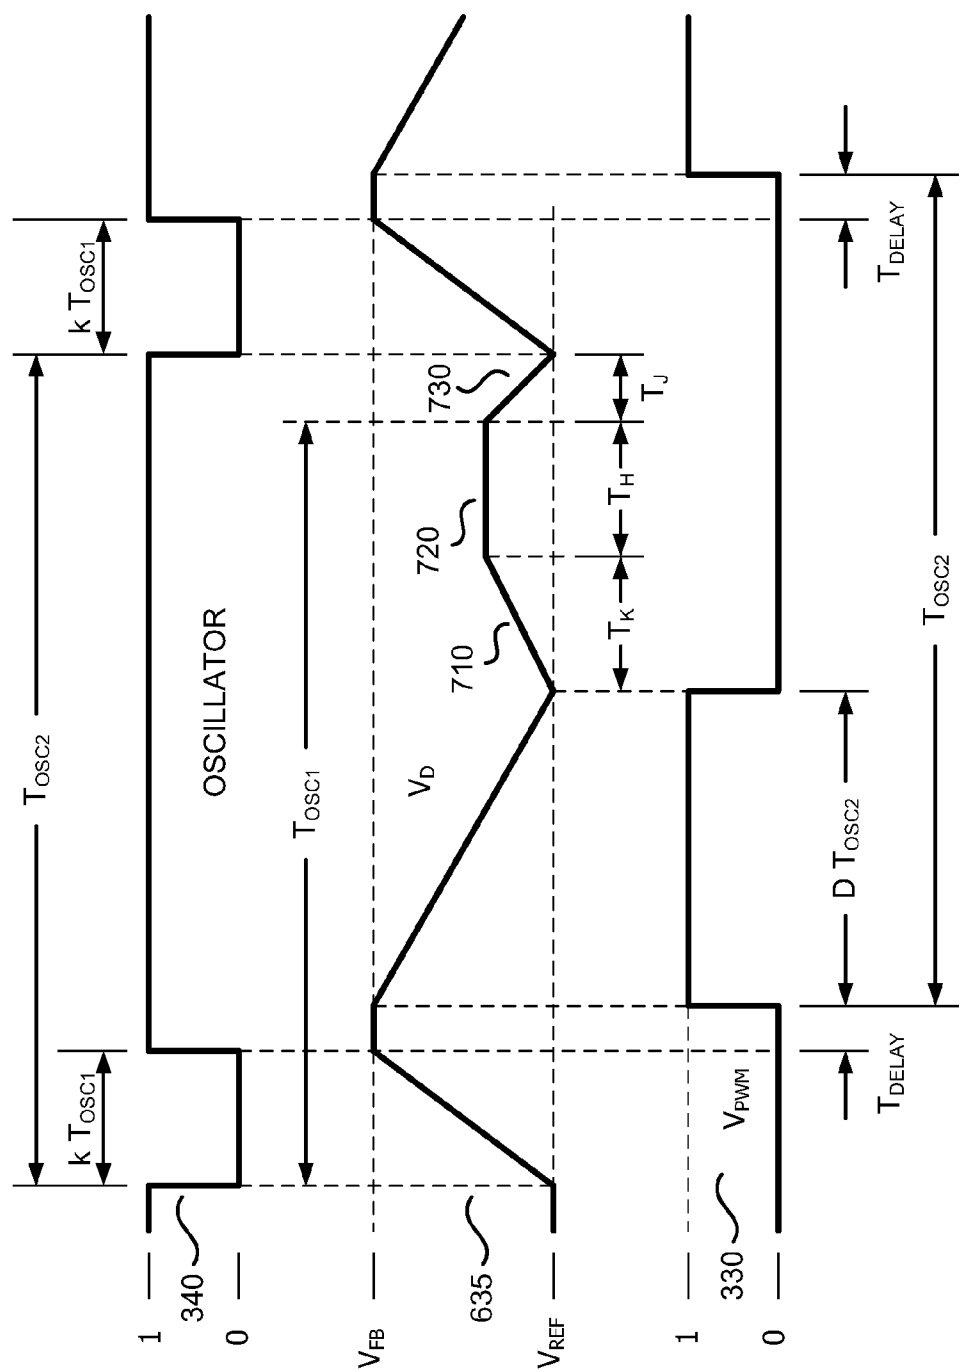 T_OSC2
k T_OSC1
k T_OSC1
1
340
0
OSCILLATOR
T_OSC1
V_FB
635
V_REF
V_D
710
720
730
T_K
T_H
T_J
1
330
0
V_PWM
T_DELAY
D T_OSC2
T_DELAY
T_OSC2